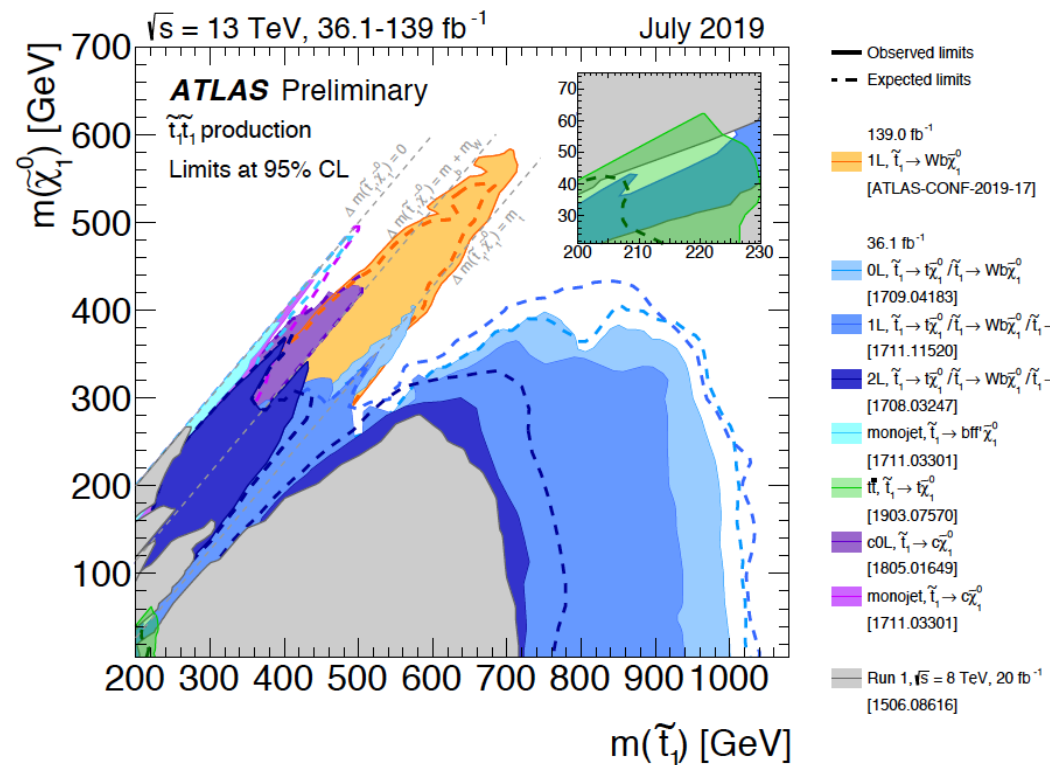 √s = 13 TeV, 36.1-139 fb⁻¹ July 2019
ATLAS Preliminary
t̃₁t̃₁ production
Limits at 95% CL
Δ m(t̃₁,χ̃₁⁰) = 0
Δ m(t̃₁,χ̃₁⁰) = m_b + m_W
Δ m(t̃₁,χ̃₁⁰) = m_t
m(χ̃₁⁰) [GeV]
700
600
500
400
300
200
100
200 300 400 500 600 700 800 900 1000
m(t̃₁) [GeV]
70
60
50
40
30
200 210 220 230
Observed limits
Expected limits
139.0 fb⁻¹
1L, t̃₁→ Wbχ̃₁⁰
[ATLAS-CONF-2019-17]
36.1 fb⁻¹
0L, t̃₁→ tχ̃₁⁰ /t̃₁→ Wbχ̃₁⁰
[1709.04183]
1L, t̃₁→ tχ̃₁⁰ /t̃₁→ Wbχ̃₁⁰ /t̃₁-
[1711.11520]
2L, t̃₁→ tχ̃₁⁰ /t̃₁→ Wbχ̃₁⁰ /t̃₁-
[1708.03247]
monojet, t̃₁→ bff'χ̃₁⁰
[1711.03301]
tt̄, t̃₁→ tχ̃₁⁰
[1903.07570]
c0L, t̃₁→ cχ̃₁⁰
[1805.01649]
monojet, t̃₁→ cχ̃₁⁰
[1711.03301]
Run 1, √s = 8 TeV, 20 fb⁻¹
[1506.08616]